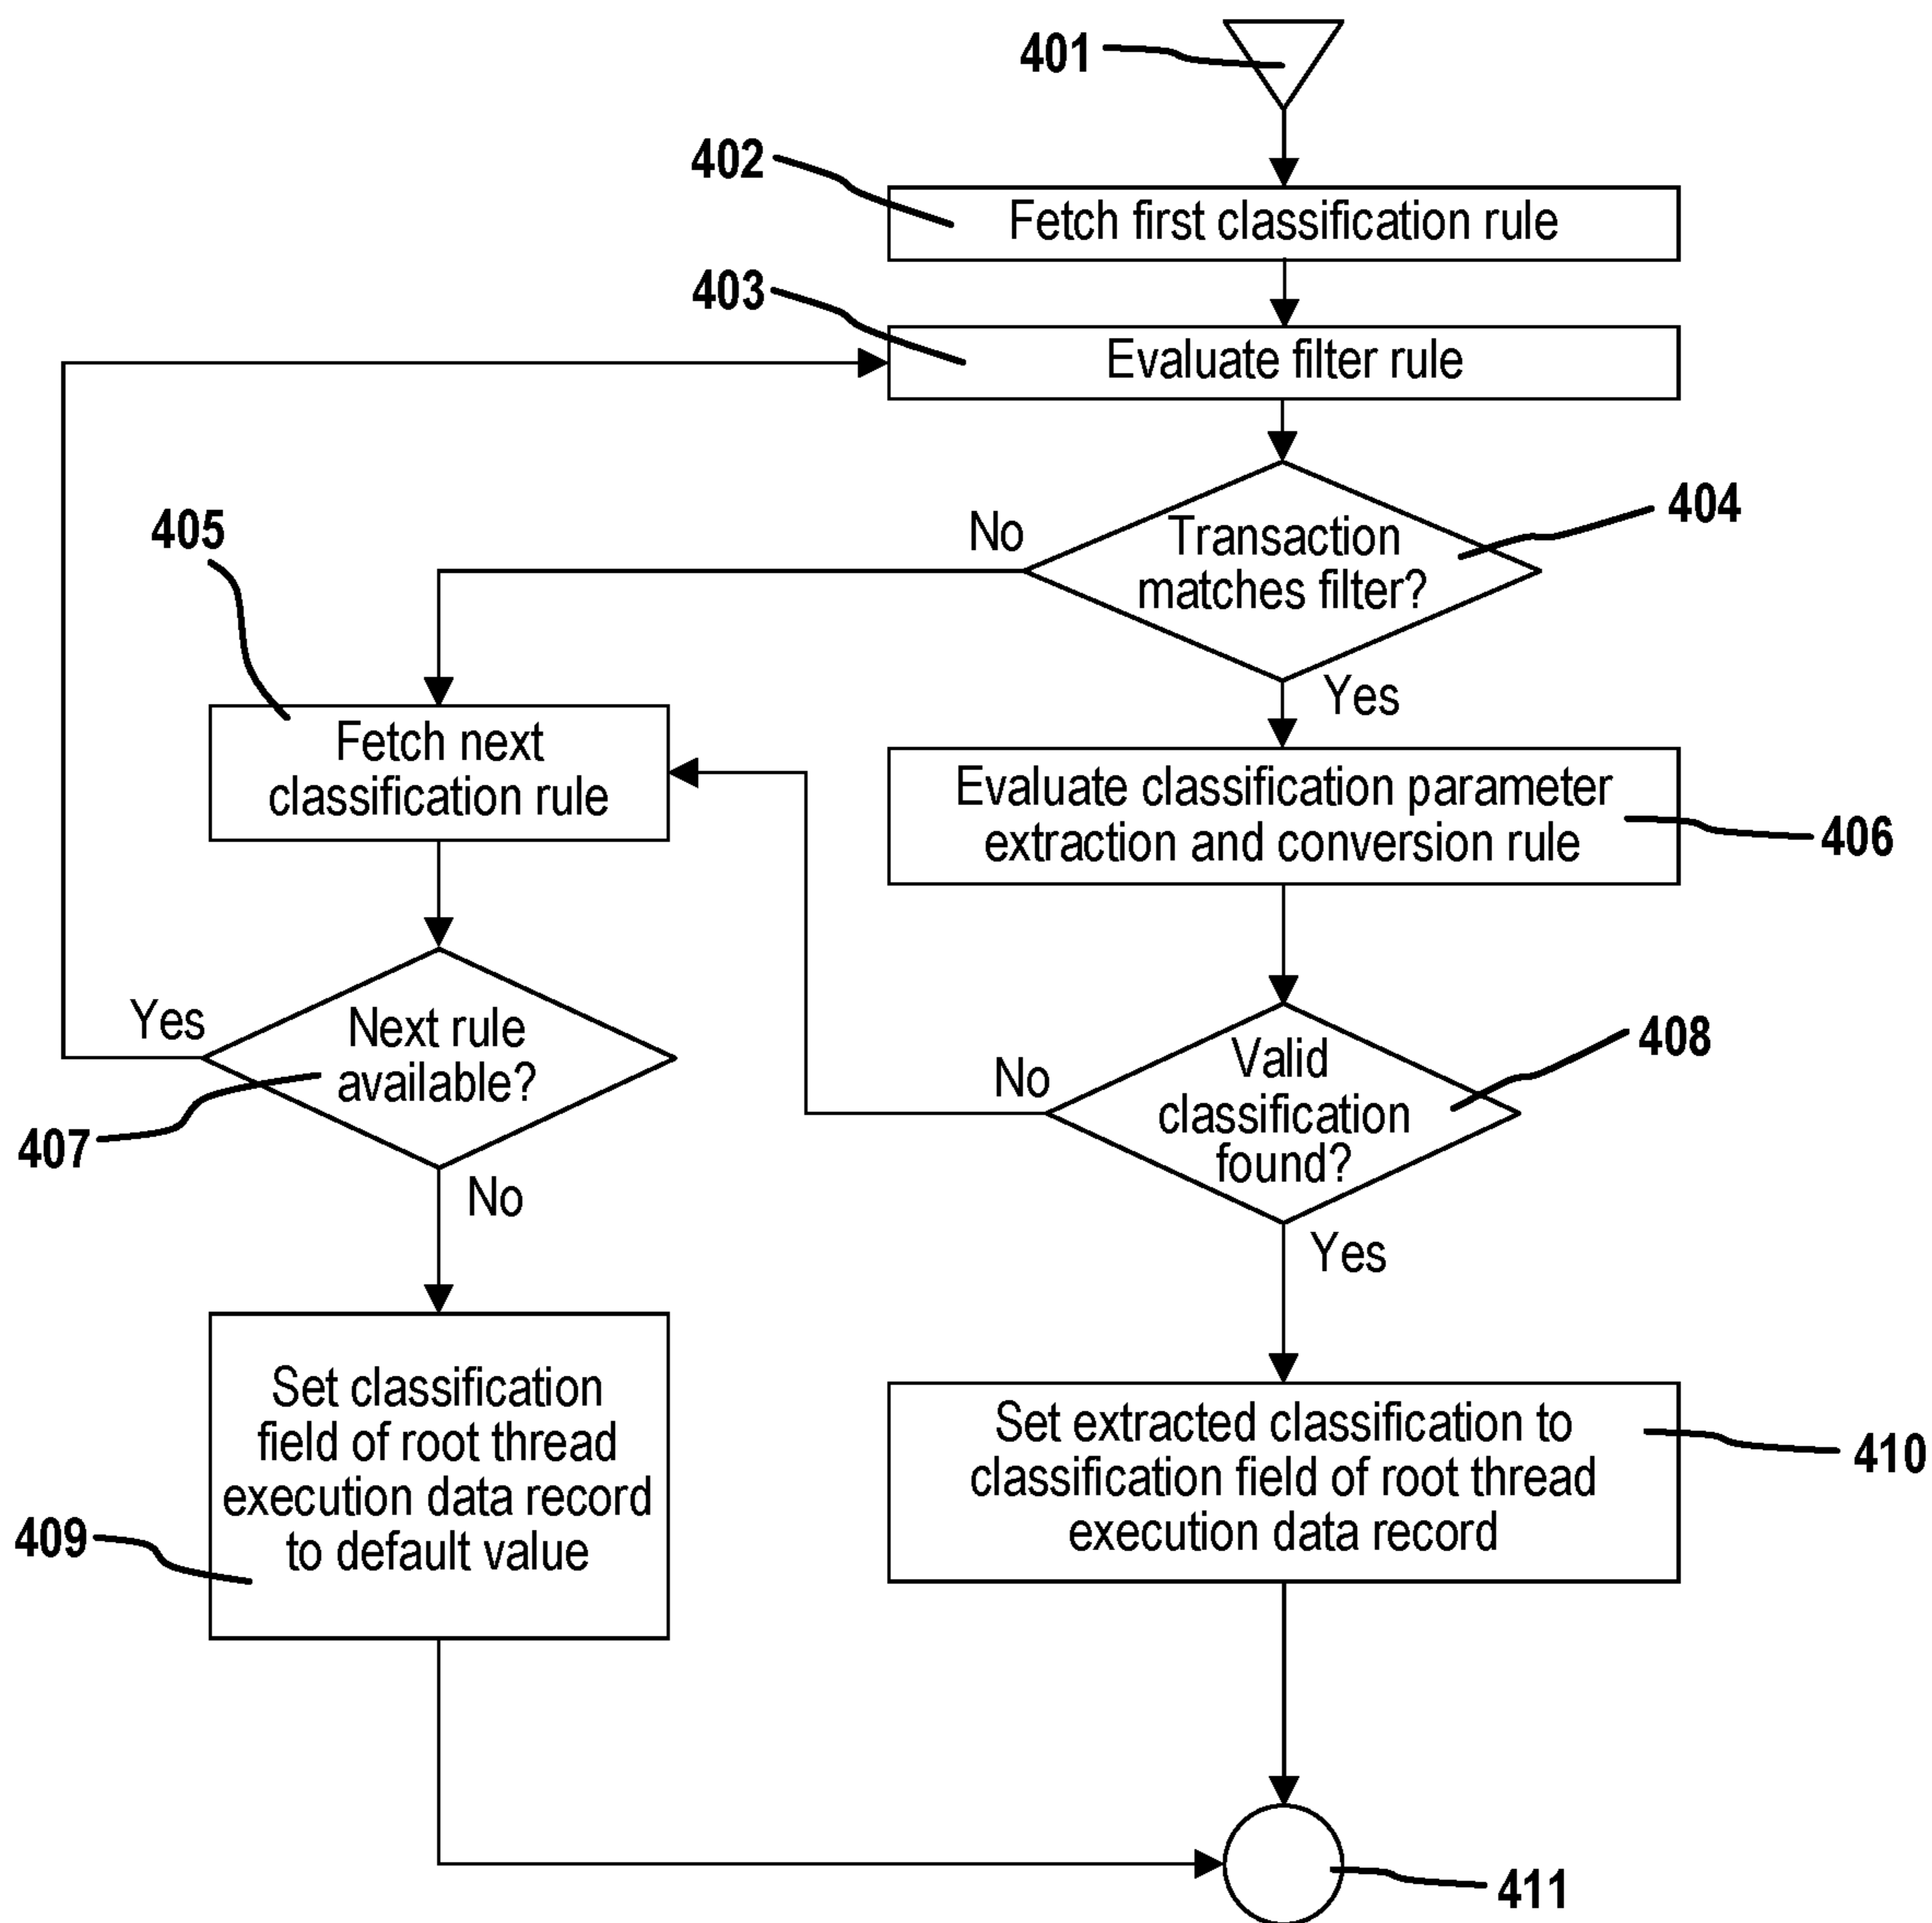 401
402
Fetch first classification rule
403
Evaluate filter rule
404
No
Transaction
matches filter?
405
Yes
Fetch next
classification rule
Evaluate classification parameter
extraction and conversion rule
406
Yes
Next rule
available?
407
No
No
Valid
classification
found?
408
Yes
Set classification
field of root thread
execution data record
to default value
409
Set extracted classification to
classification field of root thread
execution data record
410
411